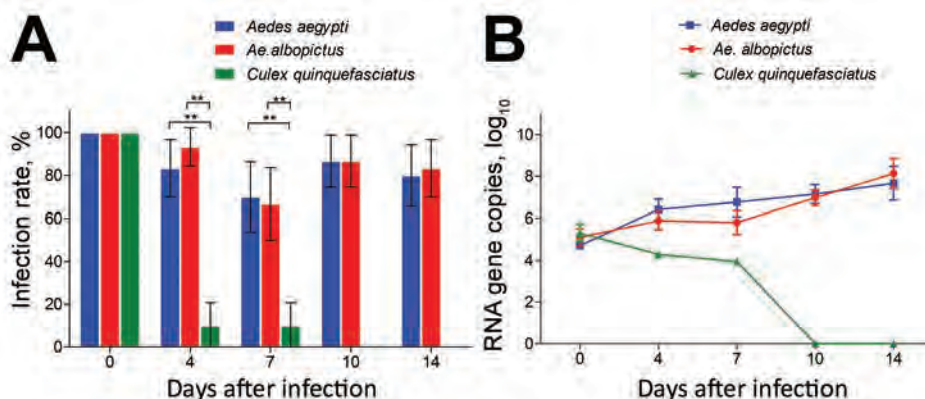 A
Aedes aegypti
Ae.albopictus
Culex quinquefasciatus
Infection rate, %
100
80
60
40
20
0
** **
** **
0 4 7 10 14
Days after infection
B
Aedes aegypti
Ae. albopictus
Culex quinquefasciatus
RNA gene copies, log10
10
8
6
4
2
0
0 4 7 10 14
Days after infection